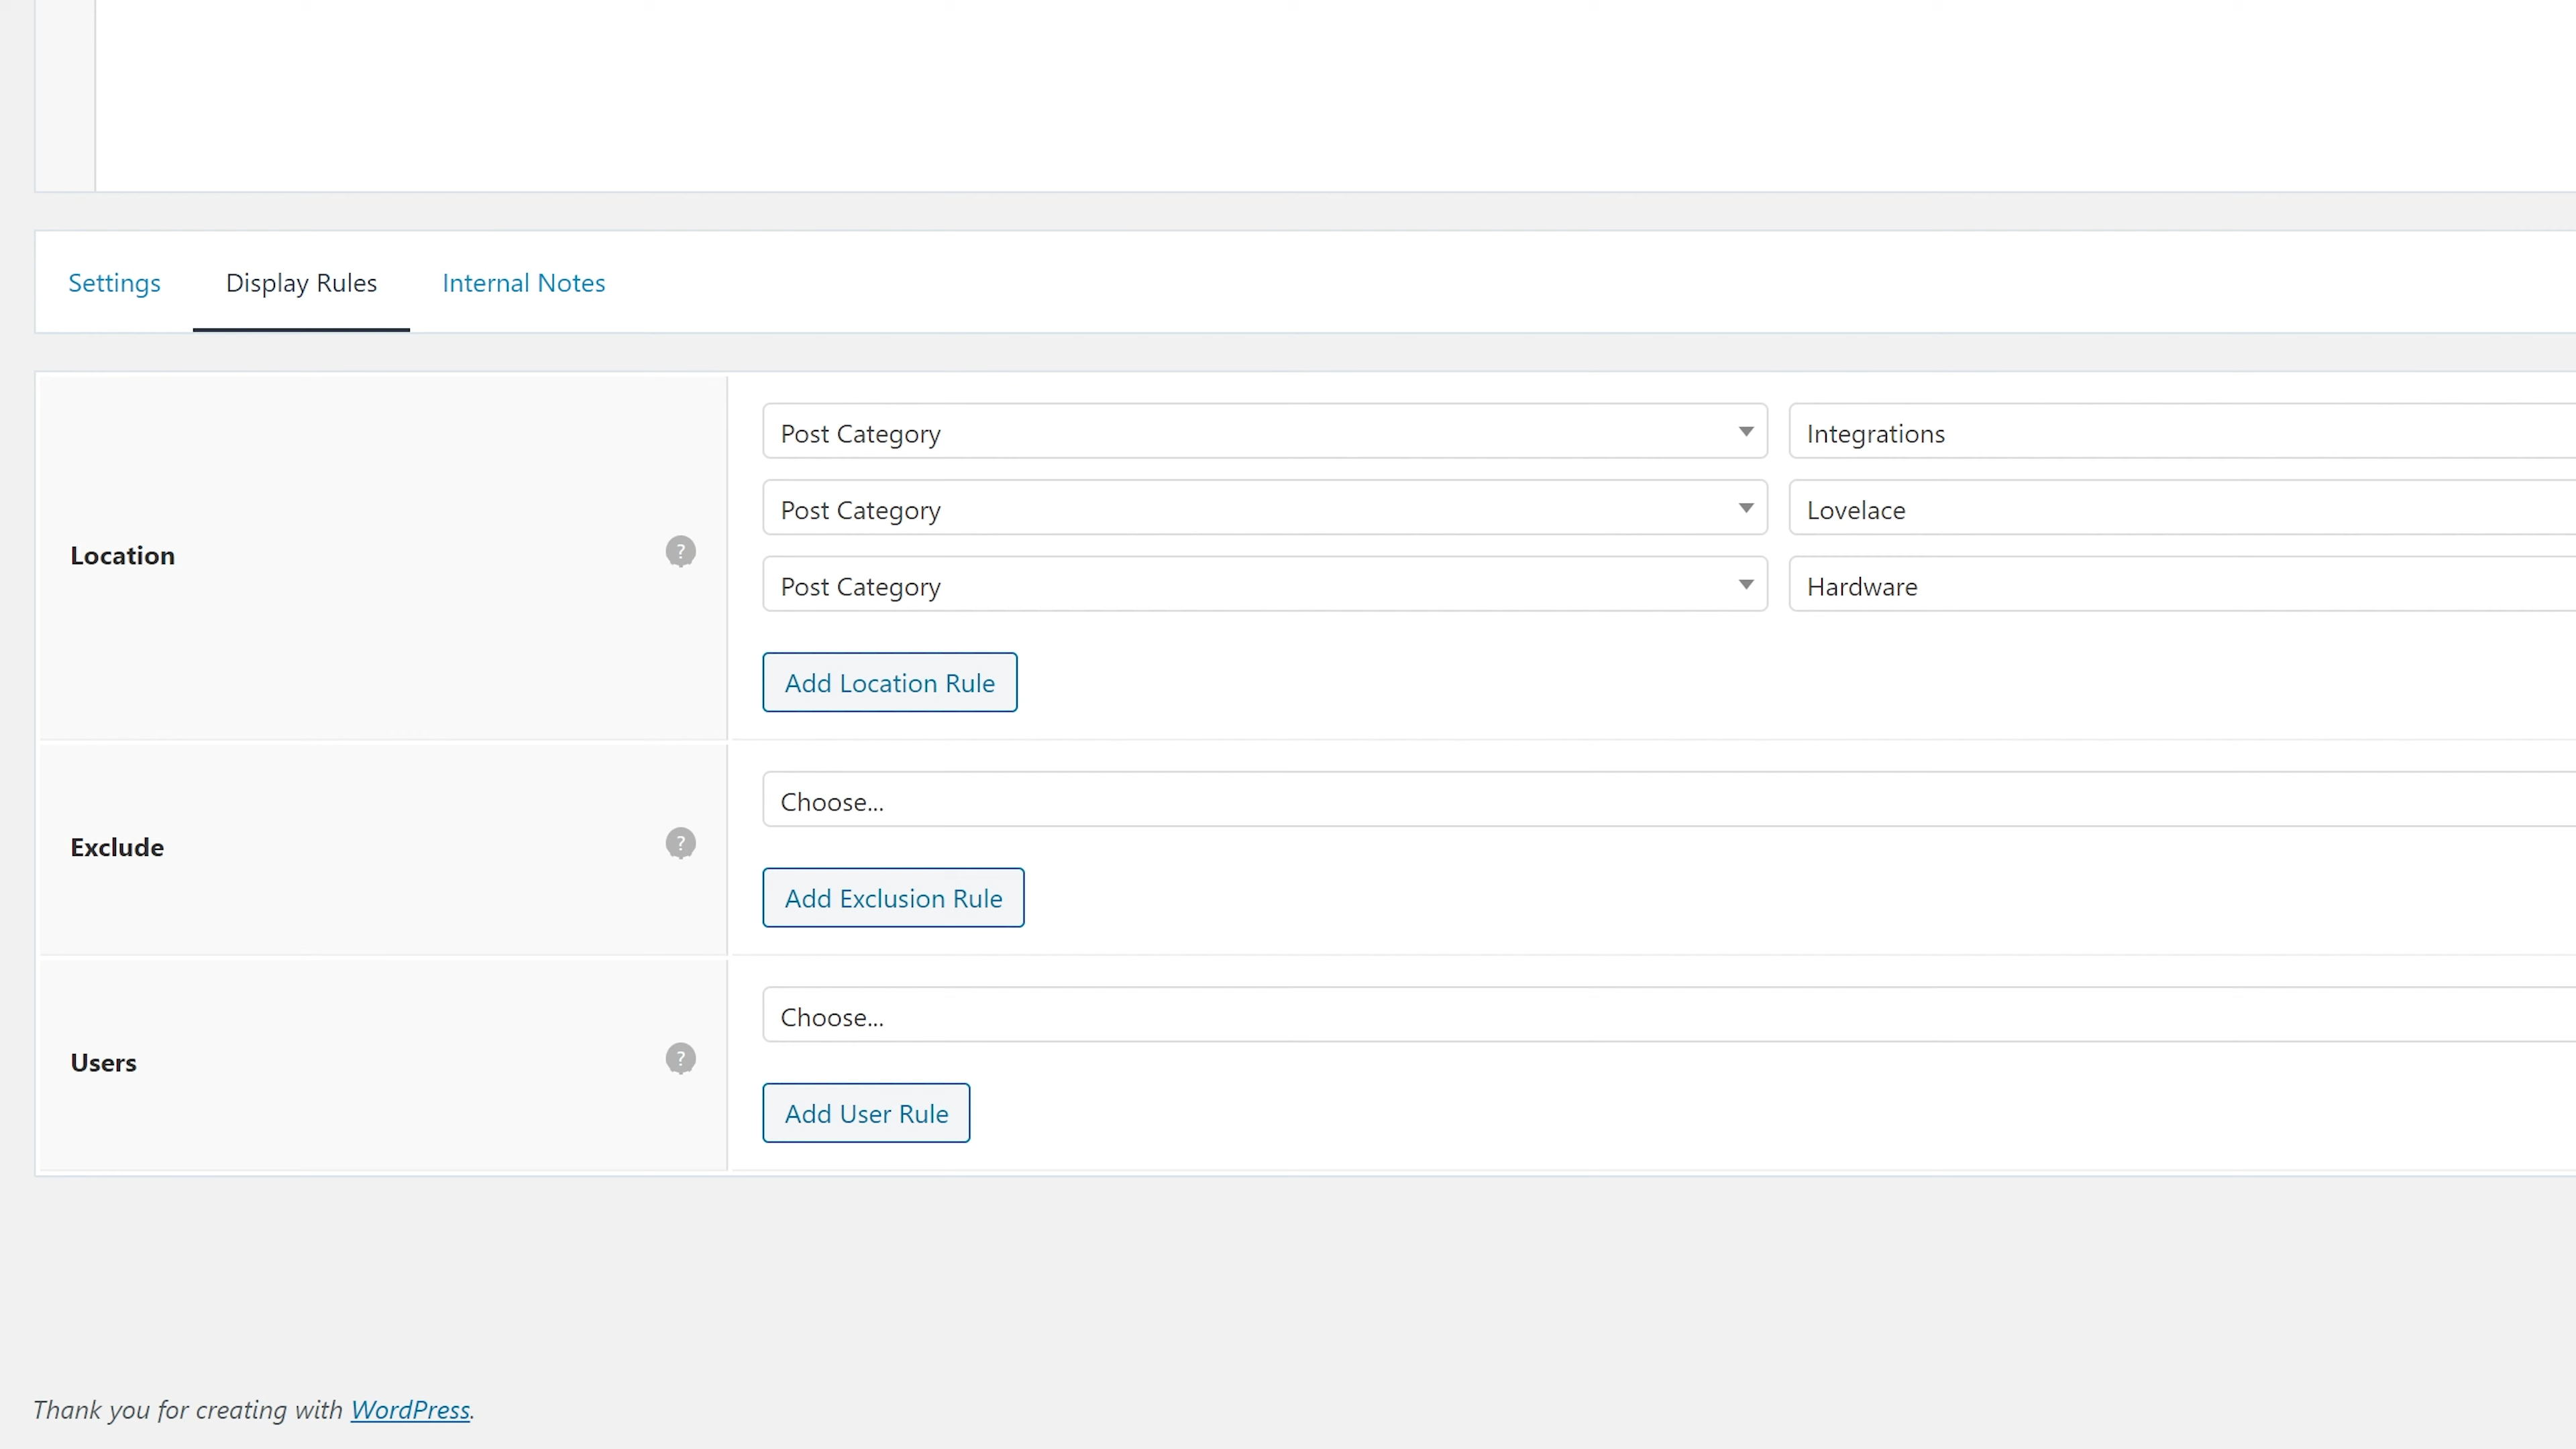 Settings Display Rules Internal Notes
Location ?
Post Category Integrations
Post Category Lovelace
Post Category Hardware
Add Location Rule
Exclude ?
Choose...
Add Exclusion Rule
Users ?
Choose...
Add User Rule
Thank you for creating with WordPress.